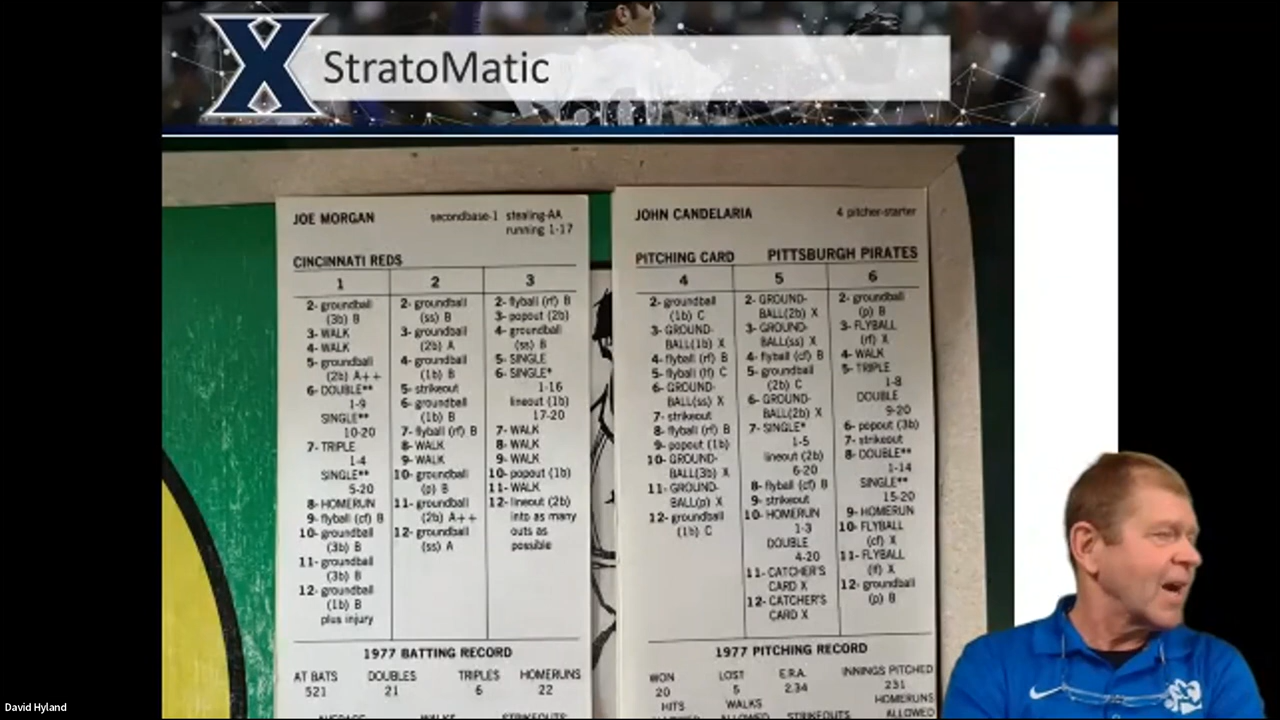 X StratoMatic
JOE MORGAN secondbase-1 stealing-AA
running 1-17
CINCINNATI REDS
1 2 3
2- groundball
(3b) B
3- WALK
4- WALK
5- groundball
(2b) A++
6- DOUBLE**
1-9
SINGLE**
10-20
7- TRIPLE
1-4
SINGLE**
5-20
8- HOMERUN
9- flyball (cf) B
10- groundball
(3b) B
11- groundball
(3b) B
12- groundball
(1b) B
plus injury
2- groundball
(ss) B
3- groundball
(2b) A
4- groundball
(1b) B
5- strikeout
6- groundball
(1b) B
7- flyball (rf) B
8- WALK
9- WALK
10- groundball
(p) B
11- groundball
(2b) A++
12- groundball
(ss) A
2- flyball (rf) B
3- popout (2b)
4- groundball
(ss) B
5- SINGLE
6- SINGLE*
1-16
lineout (1b)
17-20
7- WALK
8- WALK
9- WALK
10- popout (1b)
11- WALK
12- lineout (2b)
into as many
outs as
possible
1977 BATTING RECORD
AT BATS DOUBLES TRIPLES HOMERUNS
521 21 6 22
JOHN CANDELARIA 4 pitcher-starter
PITCHING CARD PITTSBURGH PIRATES
4 5 6
2- groundball
(1b) C
3- GROUND-
BALL(1b) X
4- flyball (rf) B
5- flyball (lf) C
6- GROUND-
BALL(ss) X
7- strikeout
8- flyball (rf) B
9- popout (1b)
10- GROUND-
BALL(3b) X
11- GROUND-
BALL(p) X
12- groundball
(1b) C
2- GROUND-
BALL(2b) X
3- GROUND-
BALL(ss) X
4- flyball (cf) B
5- groundball
(2b) C
6- GROUND-
BALL(2b) X
7- SINGLE*
1-5
lineout (2b)
6-20
8- flyball (cf) B
9- strikeout
10- HOMERUN
1-3
DOUBLE
4-20
11- CATCHER'S
CARD X
12- CATCHER'S
CARD X
2- groundball
(p) B
3- FLYBALL
(rf) X
4- WALK
5- TRIPLE
1-8
DOUBLE
9-20
6- popout (3b)
7- strikeout
8- DOUBLE**
1-14
SINGLE**
15-20
9- HOMERUN
10- FLYBALL
(cf) X
11- FLYBALL
(lf) X
12- groundball
(p) B
1977 PITCHING RECORD
WON LOST E.R.A. INNINGS PITCHED
20 5 2.34 231
HITS WALKS HOMERUNS
ALLOWED STRIKEOUTS ALLOWED
David Hyland